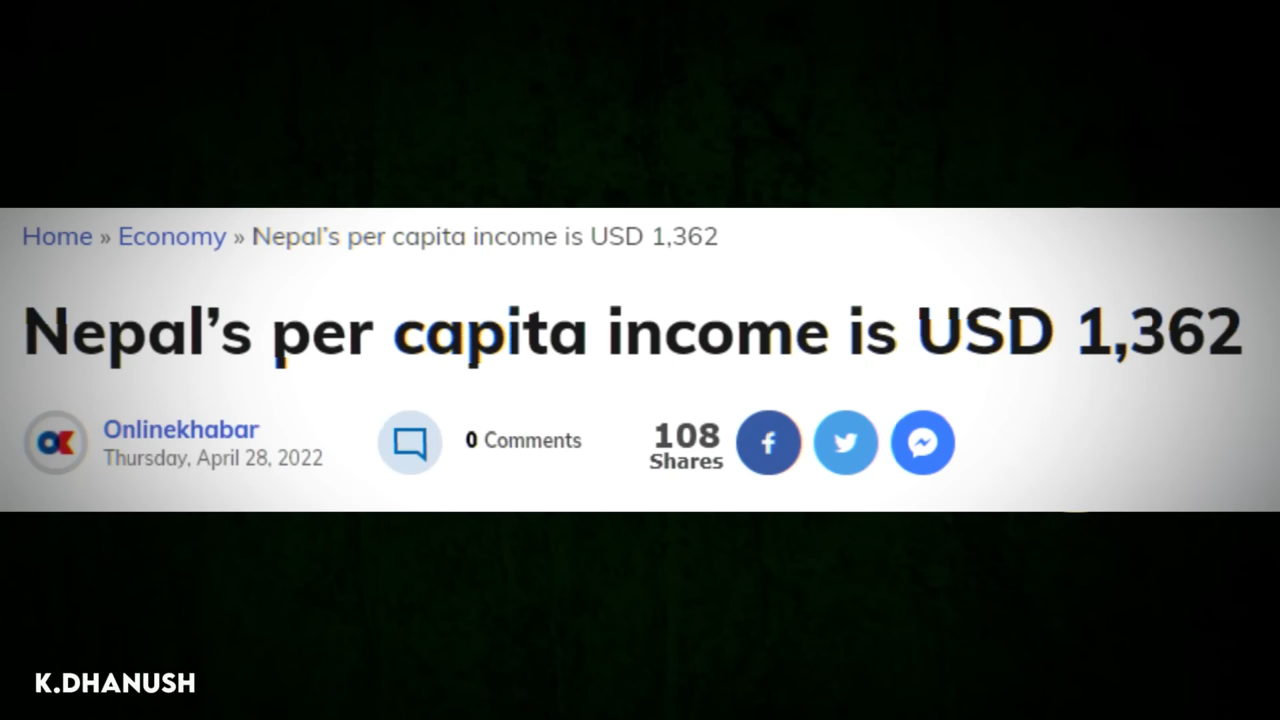 Home » Economy » Nepal's per capita income is USD 1,362
Nepal’s per capita income is USD 1,362
OK
Onlinekhabar
Thursday, April 28, 2022
0 Comments
108
Shares
f
K.DHANUSH